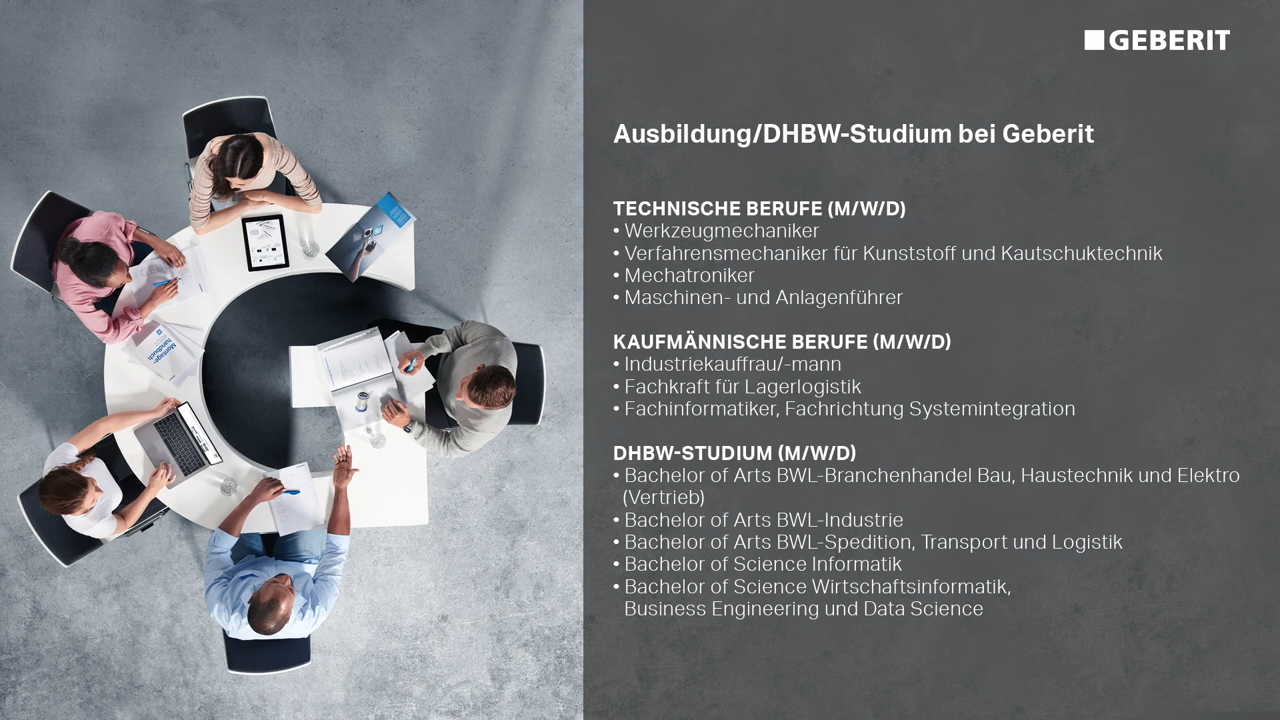 GEBERIT
Ausbildung/DHBW-Studium bei Geberit
TECHNISCHE BERUFE (M/W/D)
• Werkzeugmechaniker
• Verfahrensmechaniker für Kunststoff und Kautschuktechnik
• Mechatroniker
• Maschinen- und Anlagenführer
KAUFMÄNNISCHE BERUFE (M/W/D)
• Industriekauffrau/-mann
• Fachkraft für Lagerlogistik
• Fachinformatiker, Fachrichtung Systemintegration
DHBW-STUDIUM (M/W/D)
• Bachelor of Arts BWL-Branchenhandel Bau, Haustechnik und Elektro
(Vertrieb)
• Bachelor of Arts BWL-Industrie
• Bachelor of Arts BWL-Spedition, Transport und Logistik
• Bachelor of Science Informatik
• Bachelor of Science Wirtschaftsinformatik,
Business Engineering und Data Science
Montage-
handbuch